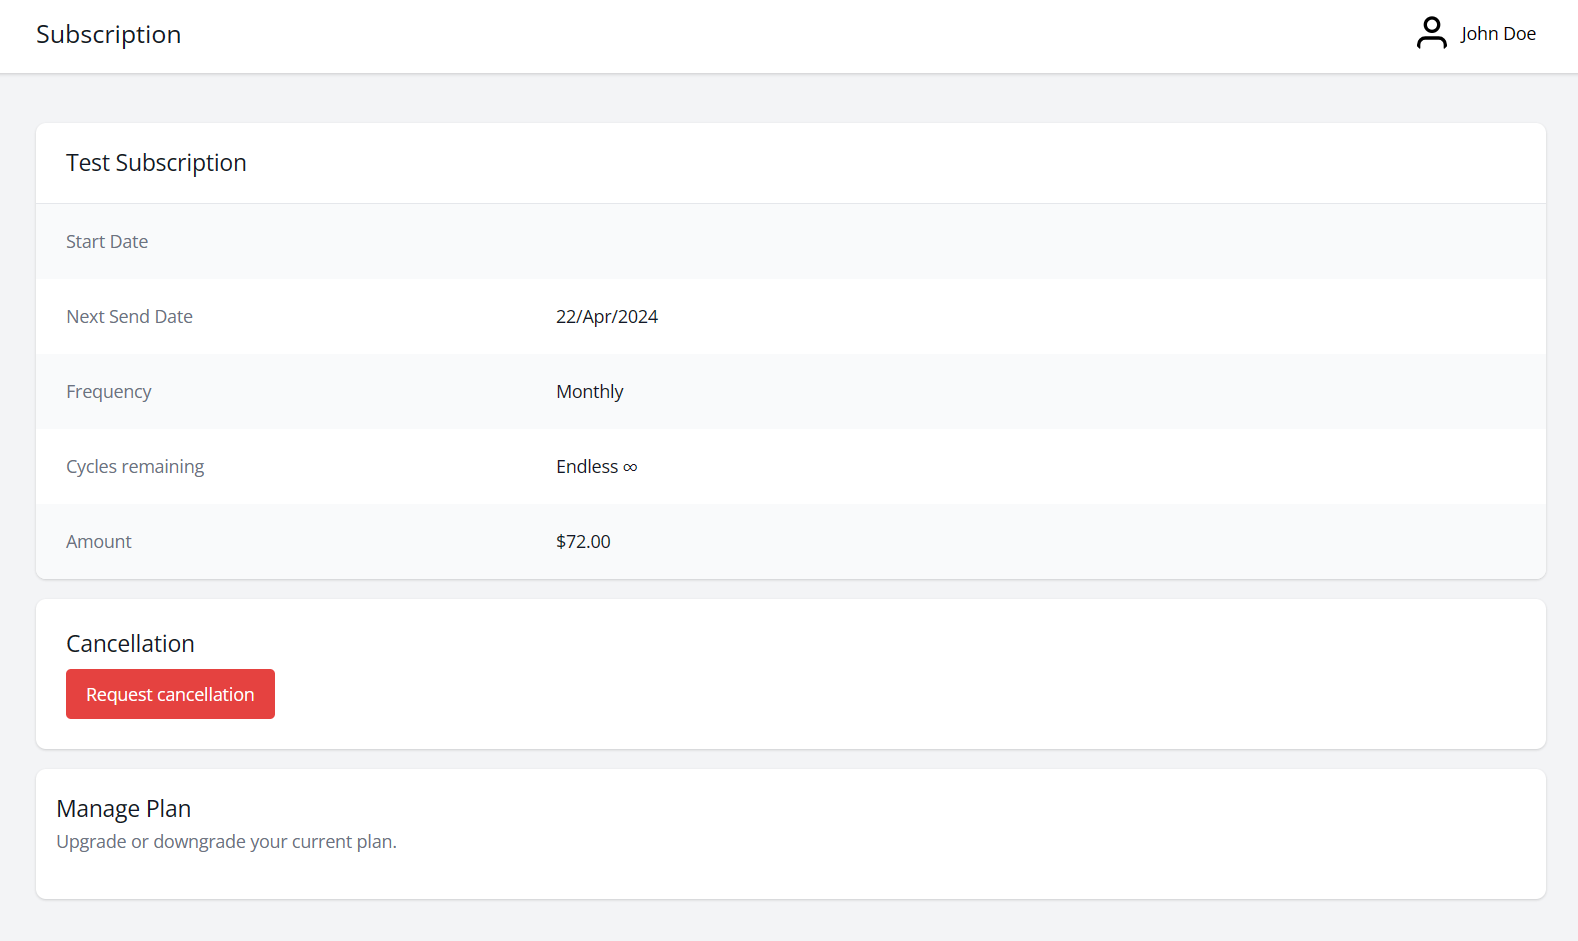 Subscription
John Doe
Test Subscription
Start Date
Next Send Date 22/Apr/2024
Frequency Monthly
Cycles remaining Endless ∞
Amount $72.00
Cancellation
Request cancellation
Manage Plan
Upgrade or downgrade your current plan.